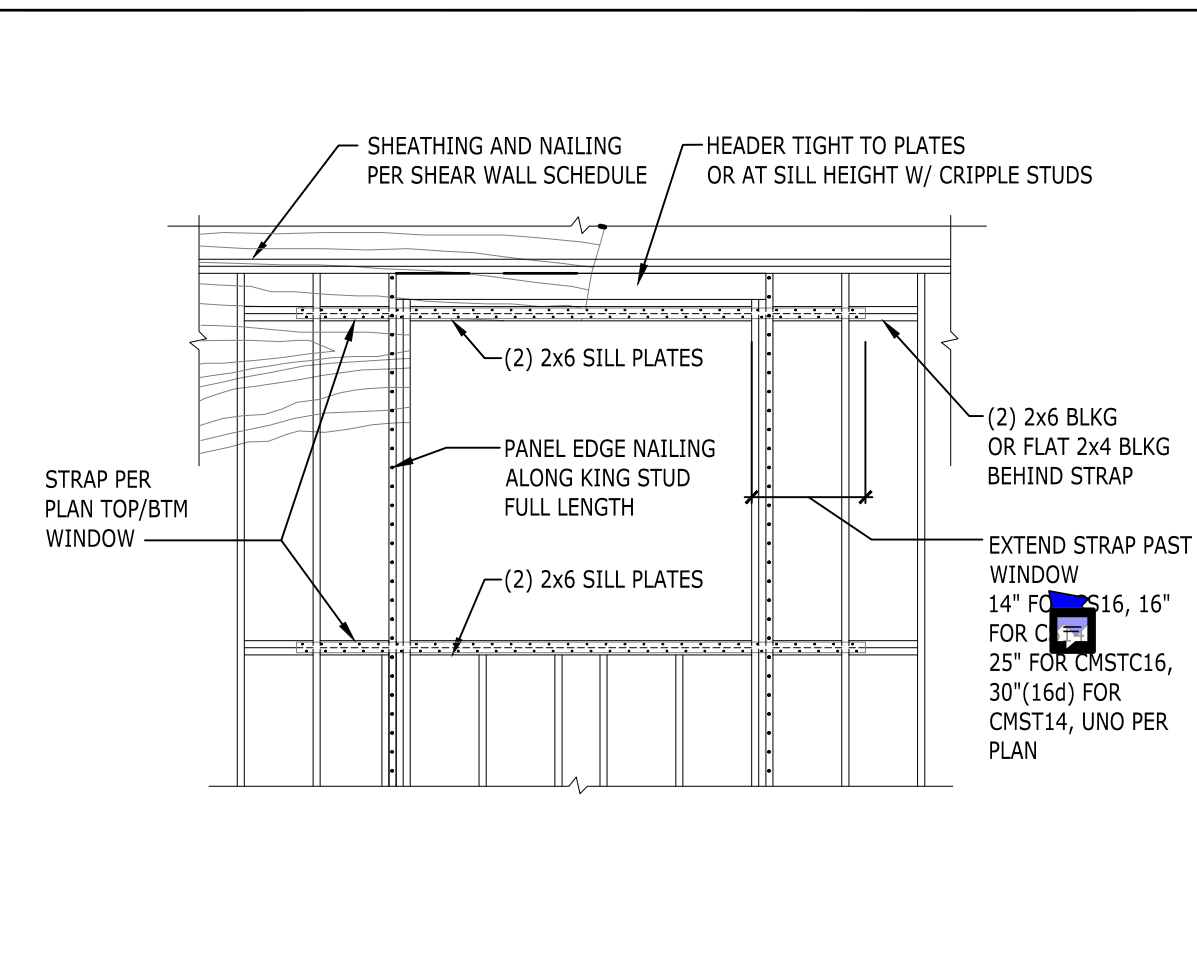 SHEATHING AND NAILING
PER SHEAR WALL SCHEDULE
HEADER TIGHT TO PLATES
OR AT SILL HEIGHT W/ CRIPPLE STUDS
(2) 2x6 SILL PLATES
(2) 2x6 BLKG
OR FLAT 2x4 BLKG
BEHIND STRAP
PANEL EDGE NAILING
ALONG KING STUD
FULL LENGTH
STRAP PER
PLAN TOP/BTM
WINDOW
(2) 2x6 SILL PLATES
EXTEND STRAP PAST
WINDOW
14" FOR 16, 16"
FOR
25" FOR CMSTC16,
30"(16d) FOR
CMST14, UNO PER
PLAN